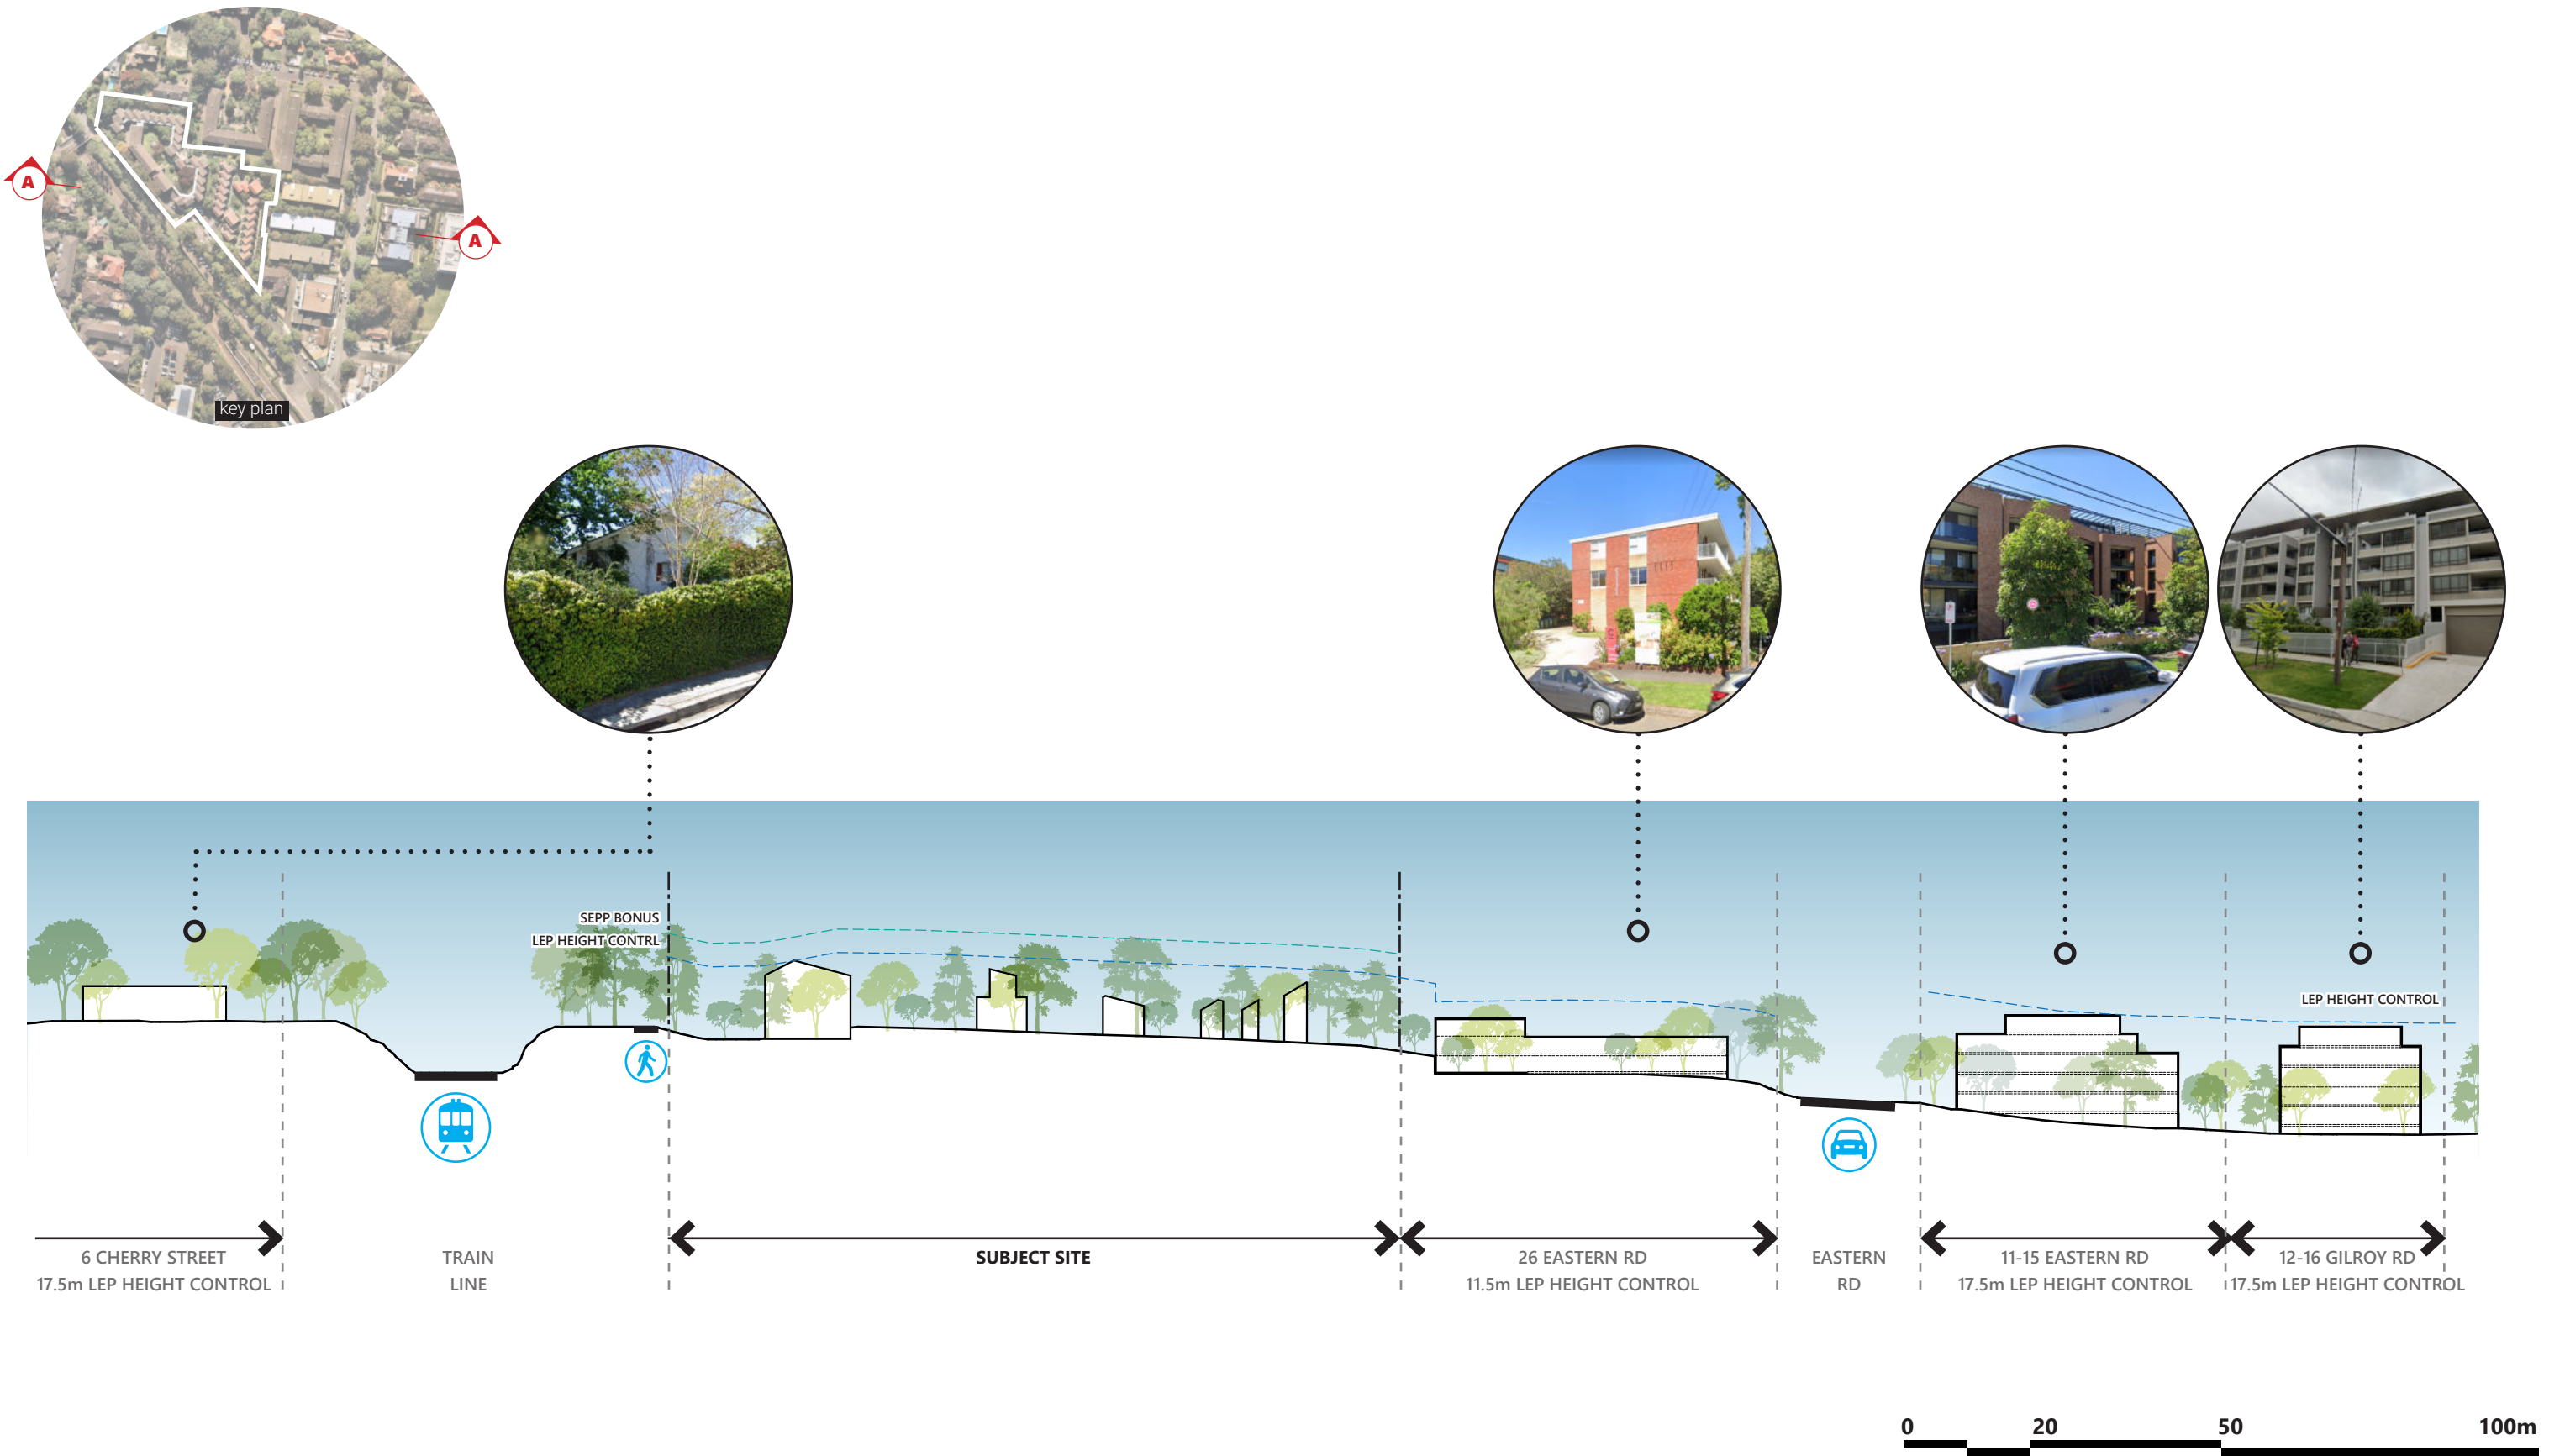 A
A
key plan
SEPP BONUS
LEP HEIGHT CONTRL
LEP HEIGHT CONTROL
6 CHERRY STREET
17.5m LEP HEIGHT CONTROL
TRAIN
LINE
SUBJECT SITE
26 EASTERN RD
11.5m LEP HEIGHT CONTROL
EASTERN
RD
11-15 EASTERN RD
17.5m LEP HEIGHT CONTROL
12-16 GILROY RD
17.5m LEP HEIGHT CONTROL
0 20 50 100m